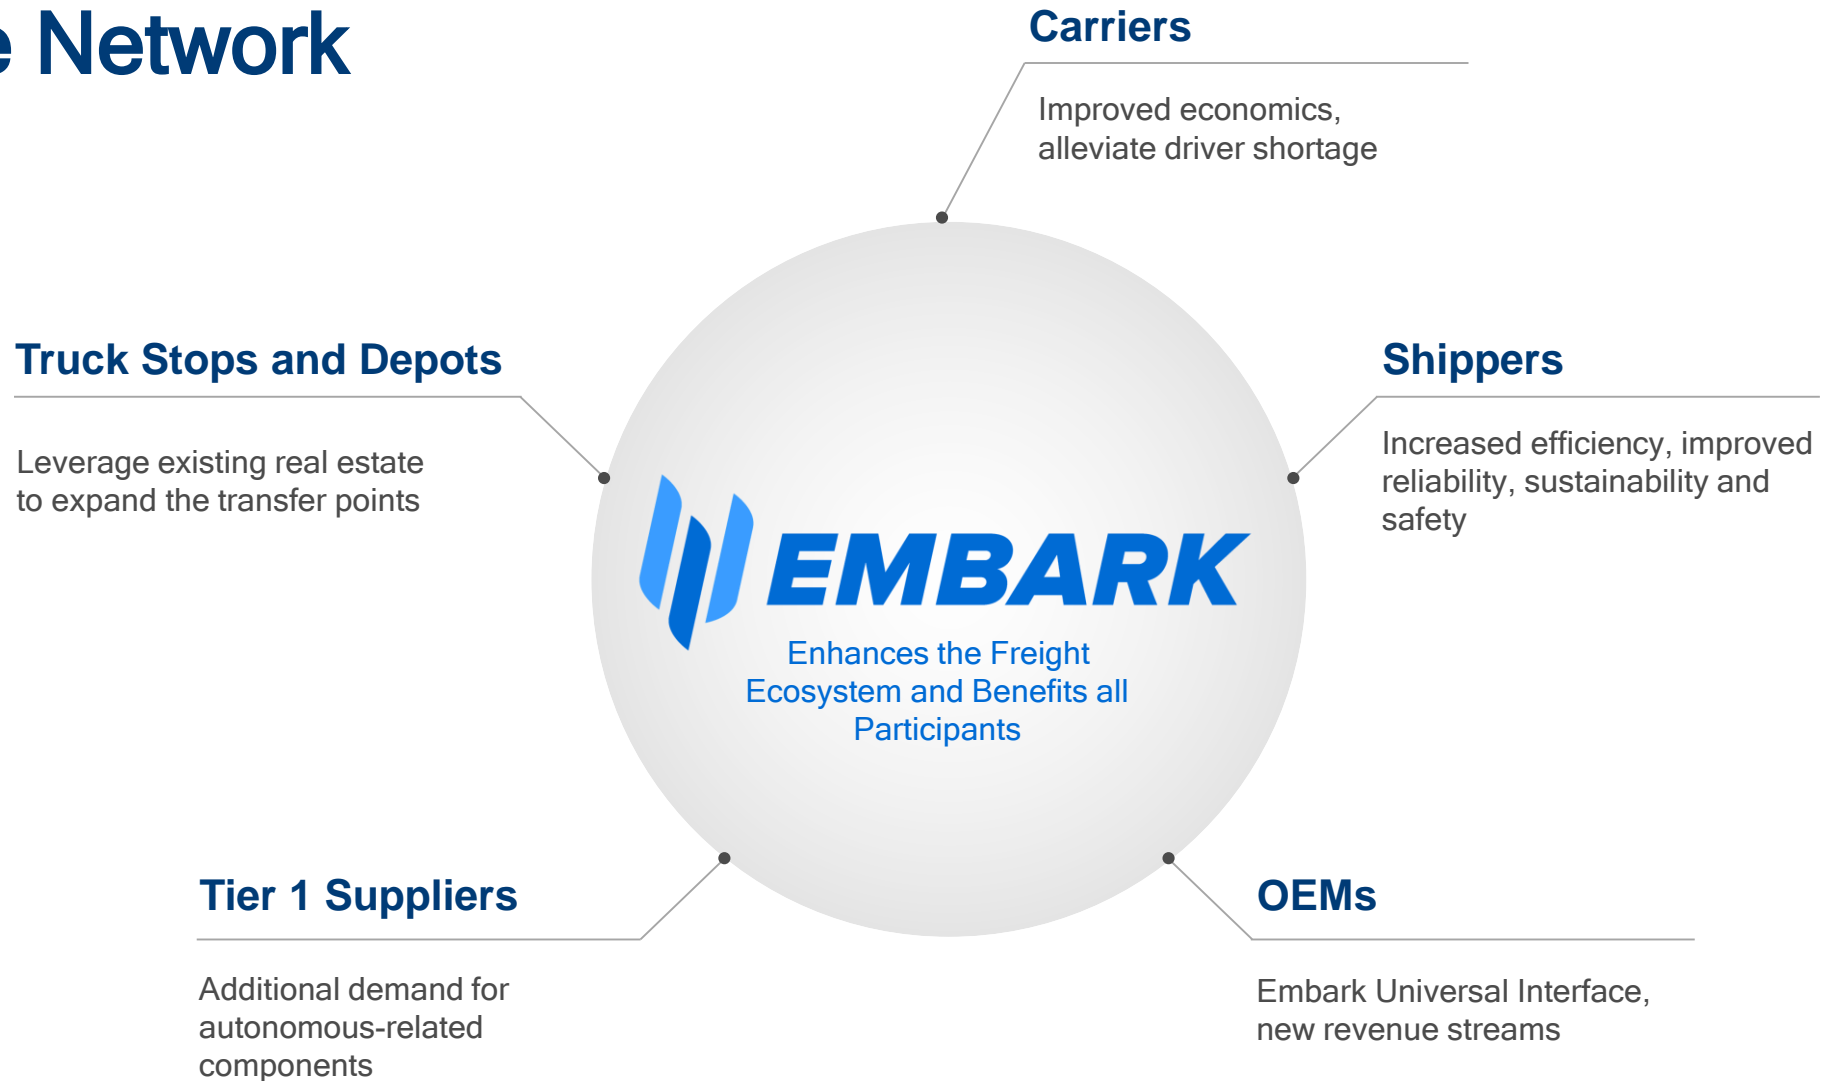 e Network
Carriers
Improved economics,
alleviate driver shortage
Truck Stops and Depots
Leverage existing real estate
to expand the transfer points
Shippers
Increased efficiency, improved
reliability, sustainability and
safety
EMBARK
Enhances the Freight
Ecosystem and Benefits all
Participants
Tier 1 Suppliers
Additional demand for
autonomous-related
components
OEMs
Embark Universal Interface,
new revenue streams